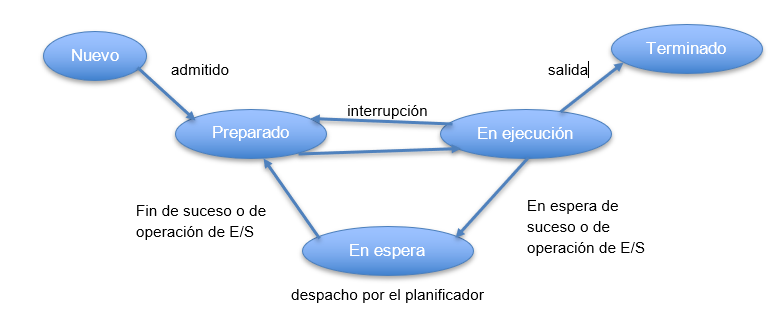 Nuevo
Terminado
admitido
salida
interrupción
Preparado
En ejecución
Fin de suceso o de
operación de E/S
En espera de
suceso o de
operación de E/S
En espera
despacho por el planificador